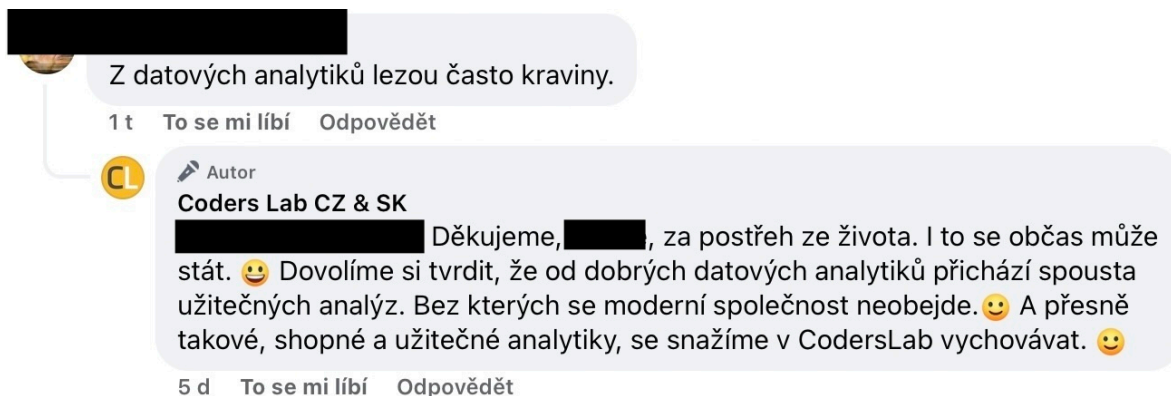 Z datových analytiků lezou často kraviny.
1 t To se mi líbí Odpovědět
CL
Autor
Coders Lab CZ & SK
Děkujeme, , za postřeh ze života. I to se občas může
stát. 😀 Dovolíme si tvrdit, že od dobrých datových analytiků přichází spousta
užitečných analýz. Bez kterých se moderní společnost neobejde.🙂 A přesně
takové, shopné a užitečné analytiky, se snažíme v CodersLab vychovávat. 🙂
5 d To se mi líbí Odpovědět